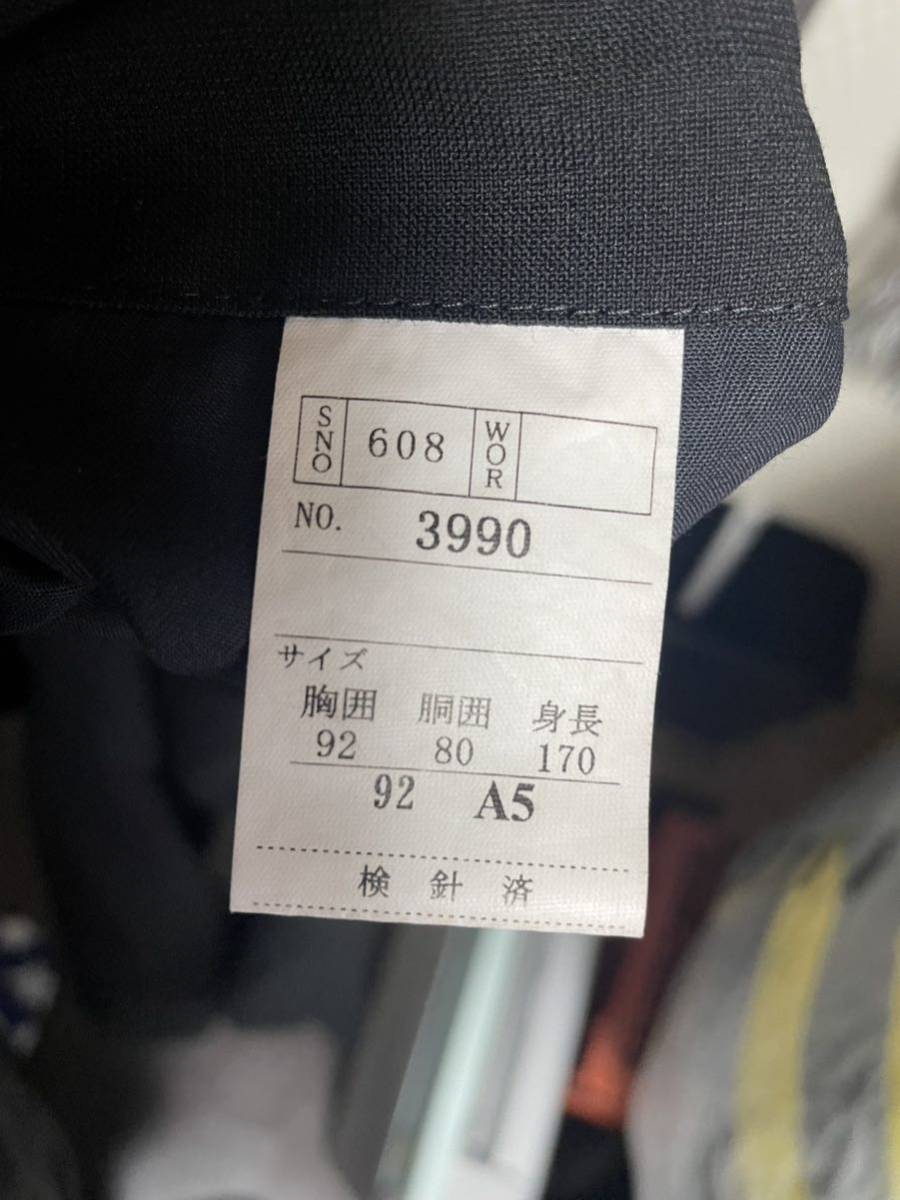 SNO 608 WOR
NO. 3990
サイズ
胸囲 胴囲 身長
92 80 170
92 A5
検針済